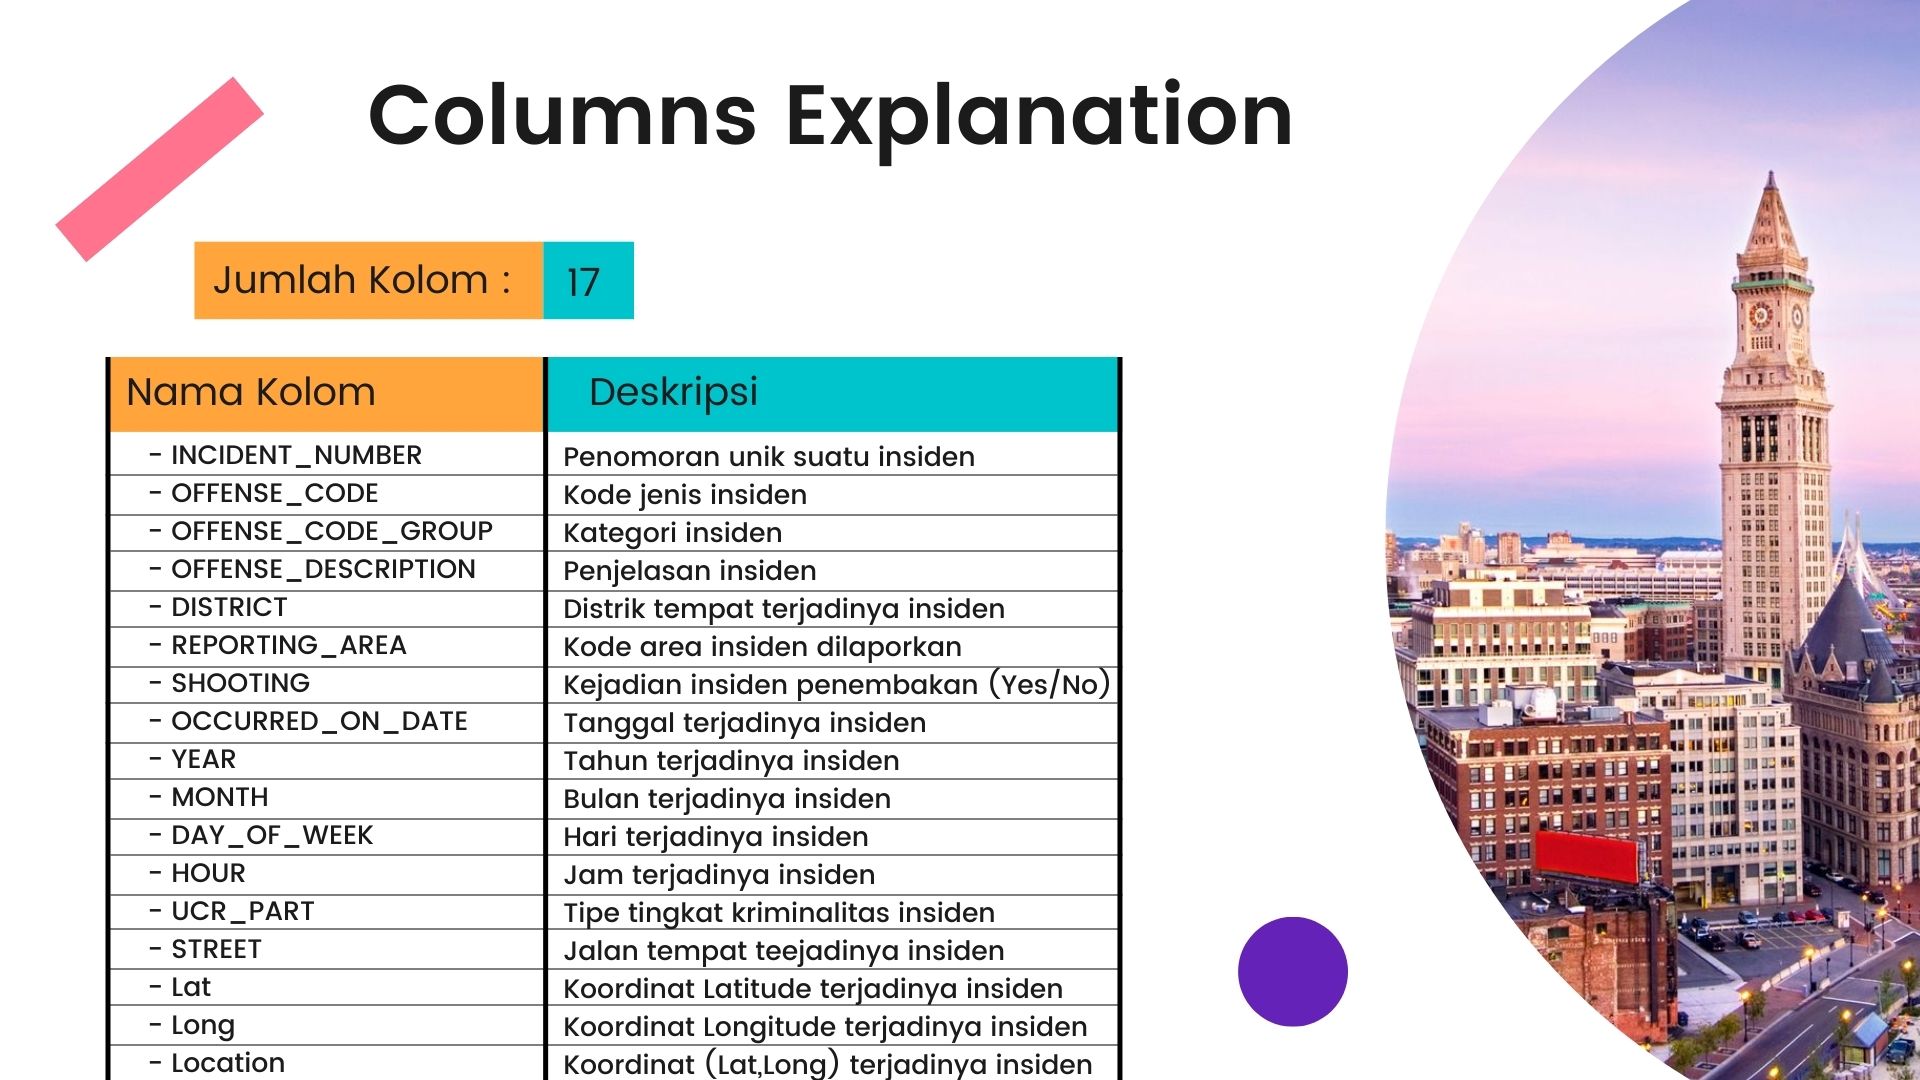 Columns Explanation
Jumlah Kolom : 17
Nama Kolom Deskripsi
- INCIDENT_NUMBER Penomoran unik suatu insiden
- OFFENSE_CODE Kode jenis insiden
- OFFENSE_CODE_GROUP Kategori insiden
- OFFENSE_DESCRIPTION Penjelasan insiden
- DISTRICT Distrik tempat terjadinya insiden
- REPORTING_AREA Kode area insiden dilaporkan
- SHOOTING Kejadian insiden penembakan (Yes/No)
- OCCURRED_ON_DATE Tanggal terjadinya insiden
- YEAR Tahun terjadinya insiden
- MONTH Bulan terjadinya insiden
- DAY_OF_WEEK Hari terjadinya insiden
- HOUR Jam terjadinya insiden
- UCR_PART Tipe tingkat kriminalitas insiden
- STREET Jalan tempat teejadinya insiden
- Lat Koordinat Latitude terjadinya insiden
- Long Koordinat Longitude terjadinya insiden
- Location Koordinat (Lat,Long) terjadinya insiden